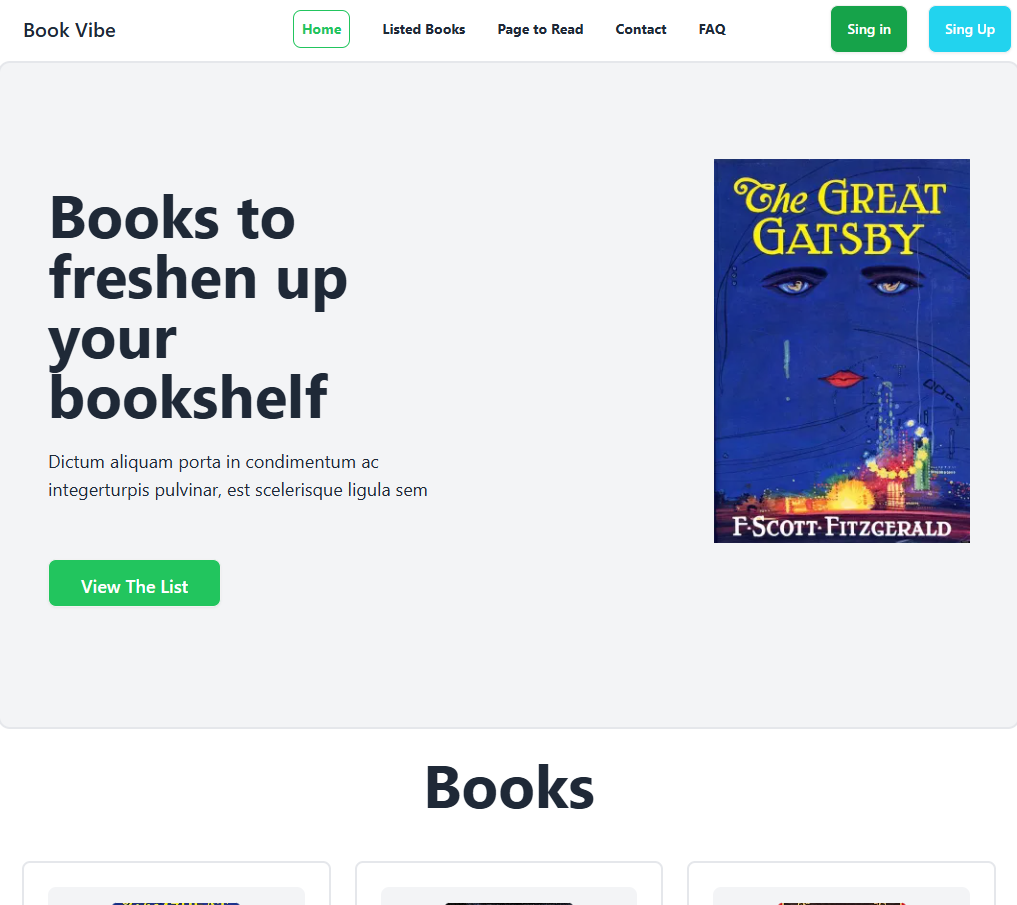 Book Vibe
Home
Listed Books
Page to Read
Contact
FAQ
Sing in
Sing Up
Books to
freshen up
your
bookshelf
Dictum aliquam porta in condimentum ac
integerturpis pulvinar, est scelerisque ligula sem
View The List
The GREAT
GATSBY
F·SCOTT·FITZGERALD
Books